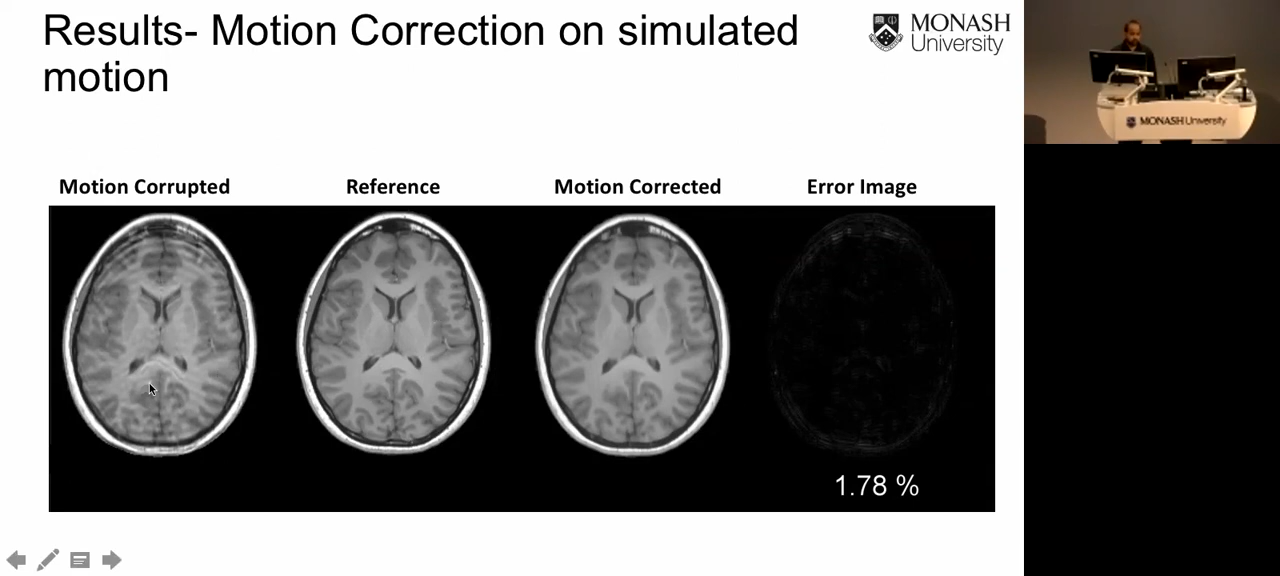 Results- Motion Correction on simulated
motion
MONASH
University
Motion Corrupted
Reference
Motion Corrected
Error Image
1.78 %
MONASH University